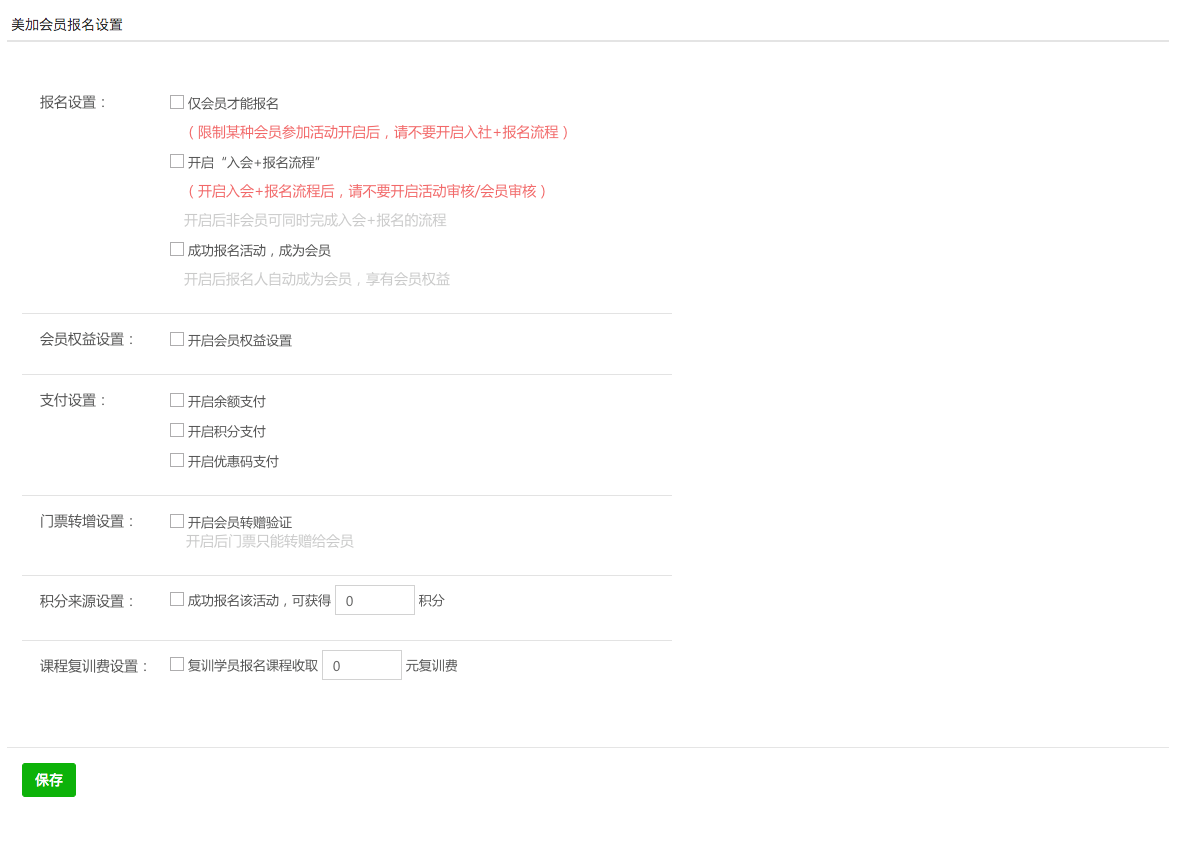 美加会员报名设置
报名设置： 仅会员才能报名
（限制某种会员参加活动开启后，请不要开启入社+报名流程）
开启“入会+报名流程”
（开启入会+报名流程后，请不要开启活动审核/会员审核）
开启后非会员可同时完成入会+报名的流程
成功报名活动，成为会员
开启后报名人自动成为会员，享有会员权益
会员权益设置： 开启会员权益设置
支付设置： 开启余额支付
开启积分支付
开启优惠码支付
门票转增设置： 开启会员转赠验证
开启后门票只能转赠给会员
积分来源设置： 成功报名该活动，可获得 0 积分
课程复训费设置： 复训学员报名课程收取 0 元复训费
保存